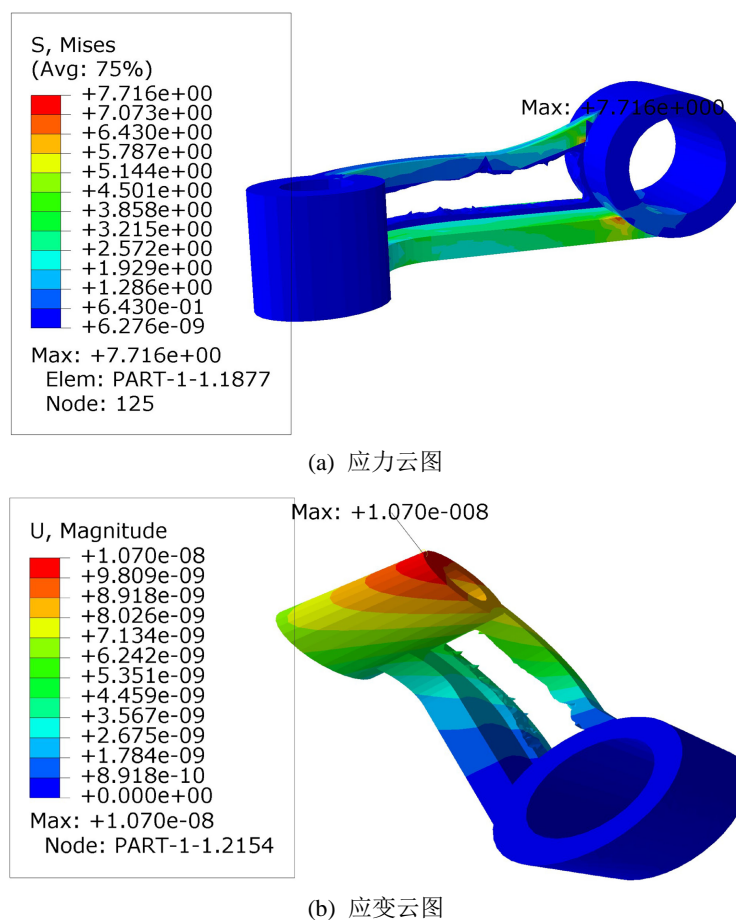 S, Mises
(Avg: 75%)
+7.716e+00
+7.073e+00
+6.430e+00
+5.787e+00
+5.144e+00
+4.501e+00
+3.858e+00
+3.215e+00
+2.572e+00
+1.929e+00
+1.286e+00
+6.430e-01
+6.276e-09
Max: +7.716e+00
Elem: PART-1-1.1877
Node: 125
Max: +7.716e+000
(a) 应力云图
Max: +1.070e-008
U, Magnitude
+1.070e-08
+9.809e-09
+8.918e-09
+8.026e-09
+7.134e-09
+6.242e-09
+5.351e-09
+4.459e-09
+3.567e-09
+2.675e-09
+1.784e-09
+8.918e-10
+0.000e+00
Max: +1.070e-08
Node: PART-1-1.2154
(b) 应变云图